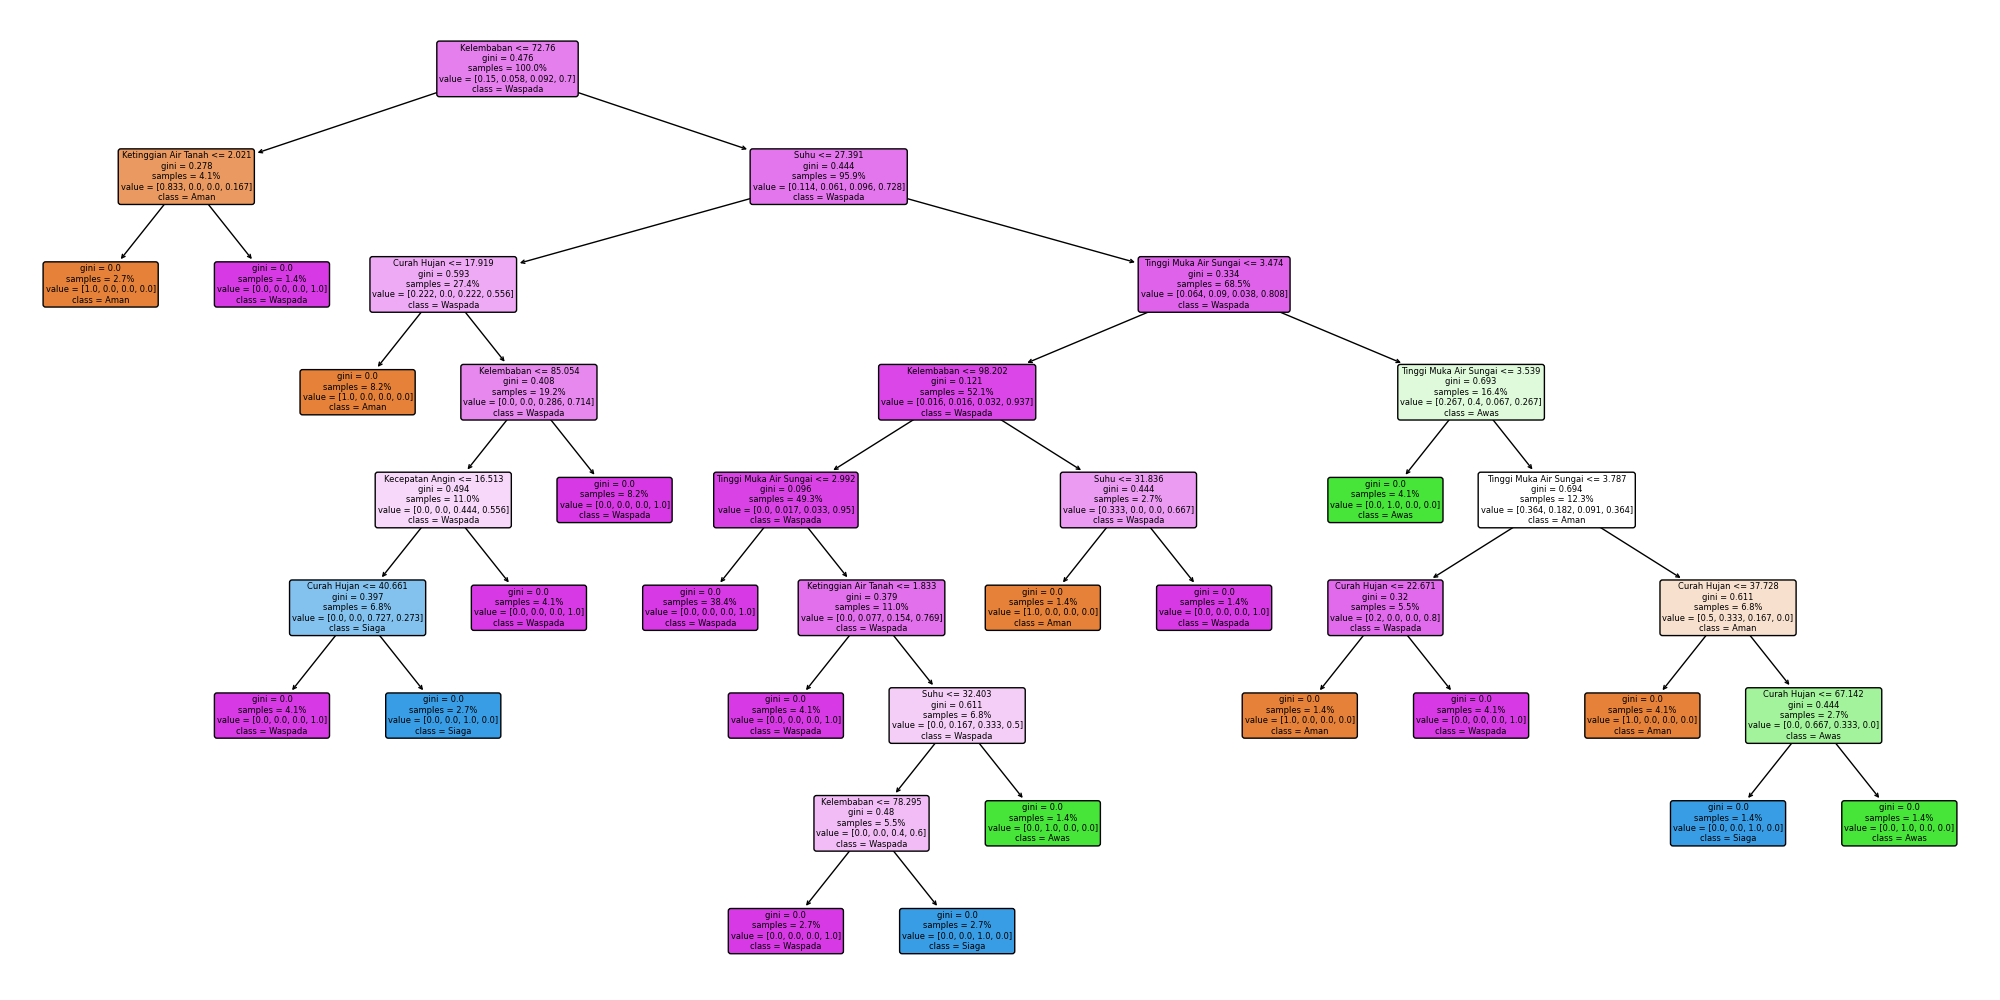 Kelembaban <= 72.76
gini = 0.476
samples = 100.0%
value = [0.15, 0.058, 0.092, 0.7]
class = Waspada
Ketinggian Air Tanah <= 2.021
gini = 0.278
samples = 4.1%
value = [0.833, 0.0, 0.0, 0.167]
class = Aman
Suhu <= 27.391
gini = 0.444
samples = 95.9%
value = [0.114, 0.061, 0.096, 0.728]
class = Waspada
gini = 0.0
samples = 2.7%
value = [1.0, 0.0, 0.0, 0.0]
class = Aman
gini = 0.0
samples = 1.4%
value = [0.0, 0.0, 0.0, 1.0]
class = Waspada
Curah Hujan <= 17.919
gini = 0.593
samples = 27.4%
value = [0.222, 0.0, 0.222, 0.556]
class = Waspada
Tinggi Muka Air Sungai <= 3.474
gini = 0.334
samples = 68.5%
value = [0.064, 0.09, 0.038, 0.808]
class = Waspada
gini = 0.0
samples = 8.2%
value = [1.0, 0.0, 0.0, 0.0]
class = Aman
Kelembaban <= 85.054
gini = 0.408
samples = 19.2%
value = [0.0, 0.0, 0.286, 0.714]
class = Waspada
Kelembaban <= 98.202
gini = 0.121
samples = 52.1%
value = [0.016, 0.016, 0.032, 0.937]
class = Waspada
Tinggi Muka Air Sungai <= 3.539
gini = 0.693
samples = 16.4%
value = [0.267, 0.4, 0.067, 0.267]
class = Awas
Kecepatan Angin <= 16.513
gini = 0.494
samples = 11.0%
value = [0.0, 0.0, 0.444, 0.556]
class = Waspada
gini = 0.0
samples = 8.2%
value = [0.0, 0.0, 0.0, 1.0]
class = Waspada
Tinggi Muka Air Sungai <= 2.992
gini = 0.096
samples = 49.3%
value = [0.0, 0.017, 0.033, 0.95]
class = Waspada
Suhu <= 31.836
gini = 0.444
samples = 2.7%
value = [0.333, 0.0, 0.0, 0.667]
class = Waspada
gini = 0.0
samples = 4.1%
value = [0.0, 1.0, 0.0, 0.0]
class = Awas
Tinggi Muka Air Sungai <= 3.787
gini = 0.694
samples = 12.3%
value = [0.364, 0.182, 0.091, 0.364]
class = Aman
Curah Hujan <= 40.661
gini = 0.397
samples = 6.8%
value = [0.0, 0.0, 0.727, 0.273]
class = Siaga
gini = 0.0
samples = 4.1%
value = [0.0, 0.0, 0.0, 1.0]
class = Waspada
gini = 0.0
samples = 38.4%
value = [0.0, 0.0, 0.0, 1.0]
class = Waspada
Ketinggian Air Tanah <= 1.833
gini = 0.379
samples = 11.0%
value = [0.0, 0.077, 0.154, 0.769]
class = Waspada
gini = 0.0
samples = 1.4%
value = [1.0, 0.0, 0.0, 0.0]
class = Aman
gini = 0.0
samples = 1.4%
value = [0.0, 0.0, 0.0, 1.0]
class = Waspada
Curah Hujan <= 22.671
gini = 0.32
samples = 5.5%
value = [0.2, 0.0, 0.0, 0.8]
class = Waspada
Curah Hujan <= 37.728
gini = 0.611
samples = 6.8%
value = [0.5, 0.333, 0.167, 0.0]
class = Aman
gini = 0.0
samples = 4.1%
value = [0.0, 0.0, 0.0, 1.0]
class = Waspada
gini = 0.0
samples = 2.7%
value = [0.0, 0.0, 1.0, 0.0]
class = Siaga
gini = 0.0
samples = 4.1%
value = [0.0, 0.0, 0.0, 1.0]
class = Waspada
Suhu <= 32.403
gini = 0.611
samples = 6.8%
value = [0.0, 0.167, 0.333, 0.5]
class = Waspada
gini = 0.0
samples = 1.4%
value = [1.0, 0.0, 0.0, 0.0]
class = Aman
gini = 0.0
samples = 4.1%
value = [0.0, 0.0, 0.0, 1.0]
class = Waspada
gini = 0.0
samples = 4.1%
value = [1.0, 0.0, 0.0, 0.0]
class = Aman
Curah Hujan <= 67.142
gini = 0.444
samples = 2.7%
value = [0.0, 0.667, 0.333, 0.0]
class = Awas
Kelembaban <= 78.295
gini = 0.48
samples = 5.5%
value = [0.0, 0.0, 0.4, 0.6]
class = Waspada
gini = 0.0
samples = 1.4%
value = [0.0, 1.0, 0.0, 0.0]
class = Awas
gini = 0.0
samples = 1.4%
value = [0.0, 0.0, 1.0, 0.0]
class = Siaga
gini = 0.0
samples = 1.4%
value = [0.0, 1.0, 0.0, 0.0]
class = Awas
gini = 0.0
samples = 2.7%
value = [0.0, 0.0, 0.0, 1.0]
class = Waspada
gini = 0.0
samples = 2.7%
value = [0.0, 0.0, 1.0, 0.0]
class = Siaga